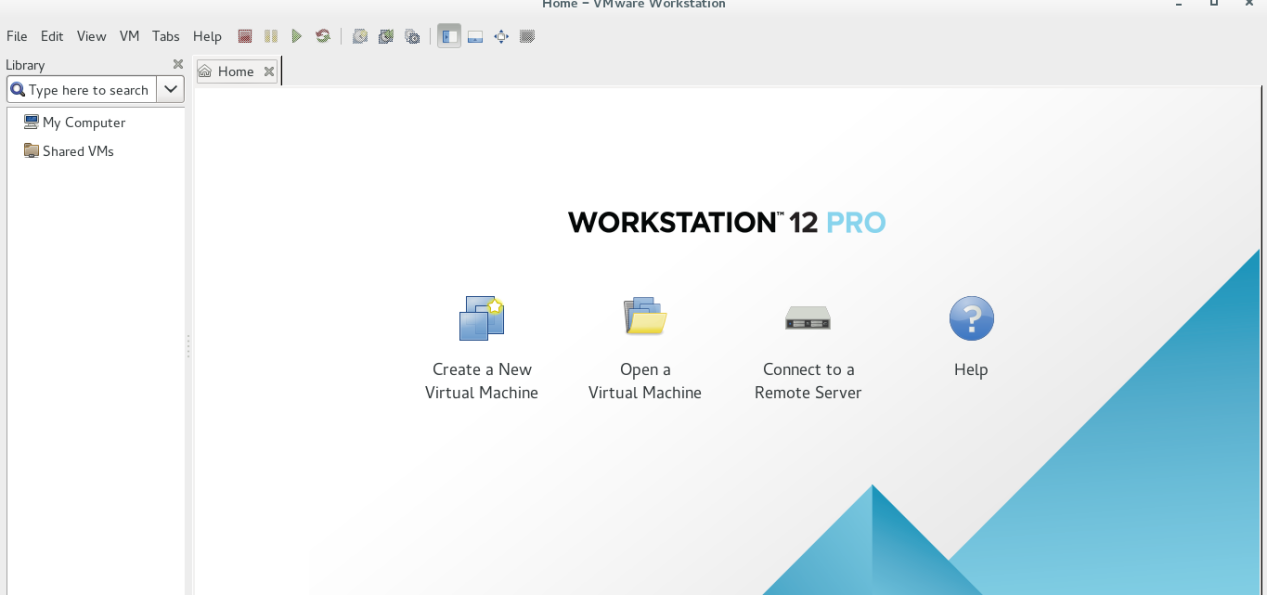 Home – VMware Workstation
File Edit View VM Tabs Help
Library
Home
Type here to search
My Computer
Shared VMs
WORKSTATION™ 12 PRO
Create a New
Virtual Machine
Open a
Virtual Machine
Connect to a
Remote Server
?
Help